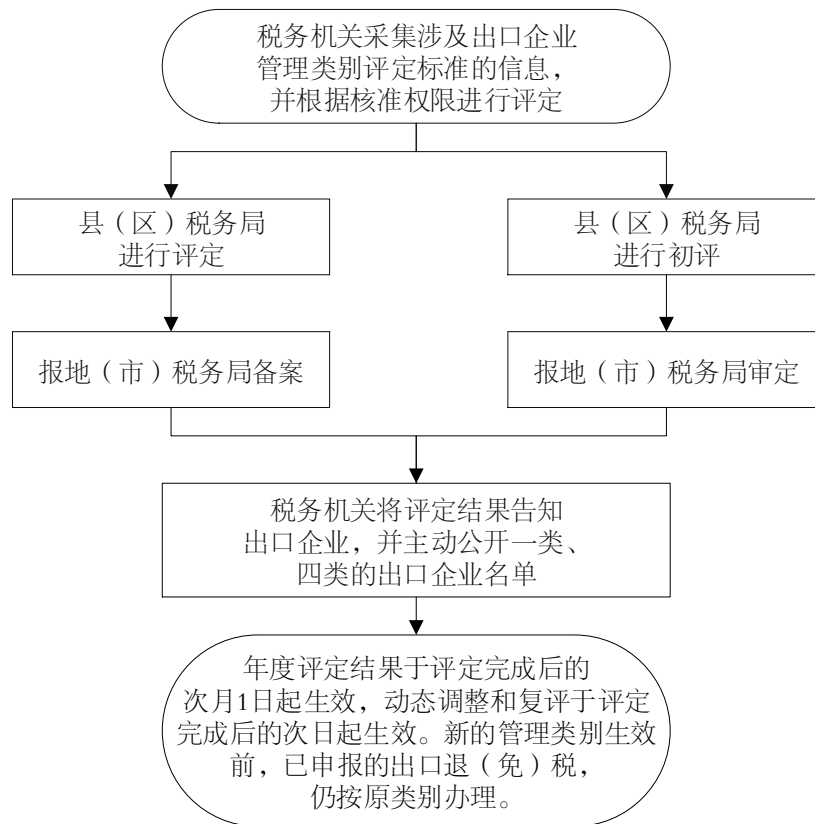 税务机关采集涉及出口企业
管理类别评定标准的信息，
并根据核准权限进行评定
县（区）税务局
进行评定
县（区）税务局
进行初评
报地（市）税务局备案
报地（市）税务局审定
税务机关将评定结果告知
出口企业，并主动公开一类、
四类的出口企业名单
年度评定结果于评定完成后的
次月1日起生效，动态调整和复评于评定
完成后的次日起生效。新的管理类别生效
前，已申报的出口退（免）税，
仍按原类别办理。